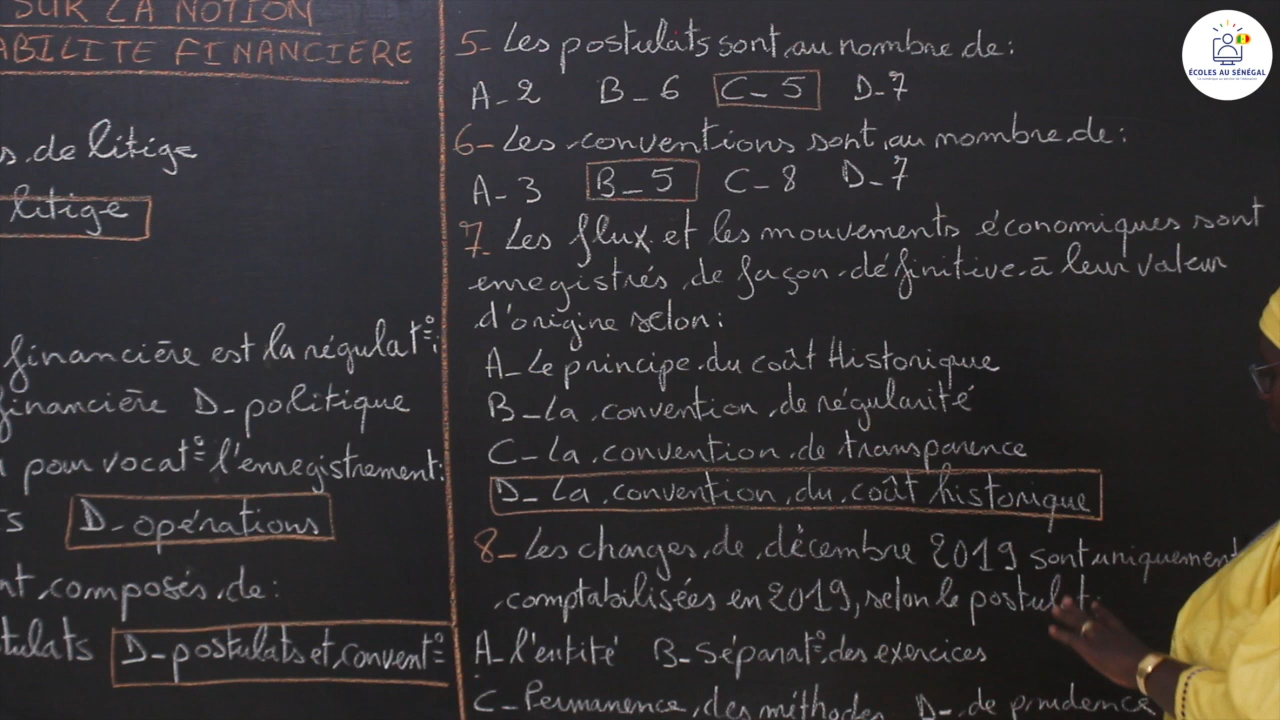 SUR LA NOTION
ABILITE FINANCIERE
s de litige
litige
financière est la régulat°:
financière D- politique
pour vocat° l'enregistrement:
ts D- opérations
nt composés de:
tulats D- postulats et convent°
5- Les postulats sont au nombre de:
A- 2 B- 6 C- 5 D- 7
6- Les conventions sont au nombre de:
A- 3 B- 5 C- 8 D- 7
7- Les flux et les mouvements économiques sont
enregistrés de façon définitive à leur valeur
d'origine selon:
A- Le principe du coût Historique
B- La convention de régularité
C- La convention de transparence
D- La convention du coût historique
8- Les charges de décembre 2019 sont uniquement
comptabilisées en 2019, selon le postulat:
A- l'entité B- Séparat° des exercices
C- Permanence des méthodes D- de prudence
ÉCOLES AU SÉNÉGAL